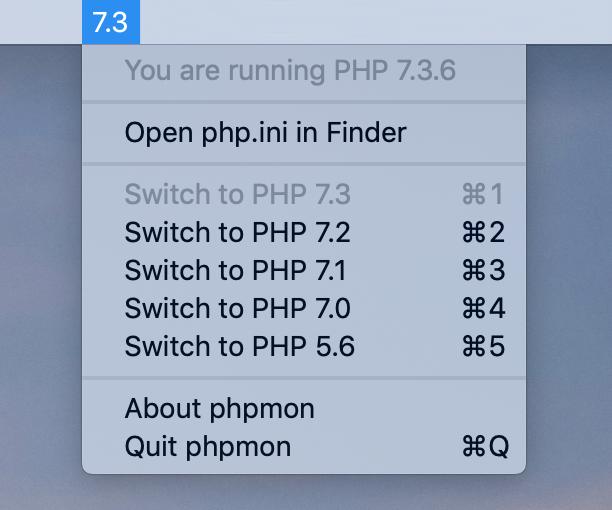 7.3
You are running PHP 7.3.6
Open php.ini in Finder
Switch to PHP 7.3 ⌘1
Switch to PHP 7.2 ⌘2
Switch to PHP 7.1 ⌘3
Switch to PHP 7.0 ⌘4
Switch to PHP 5.6 ⌘5
About phpmon
Quit phpmon ⌘Q